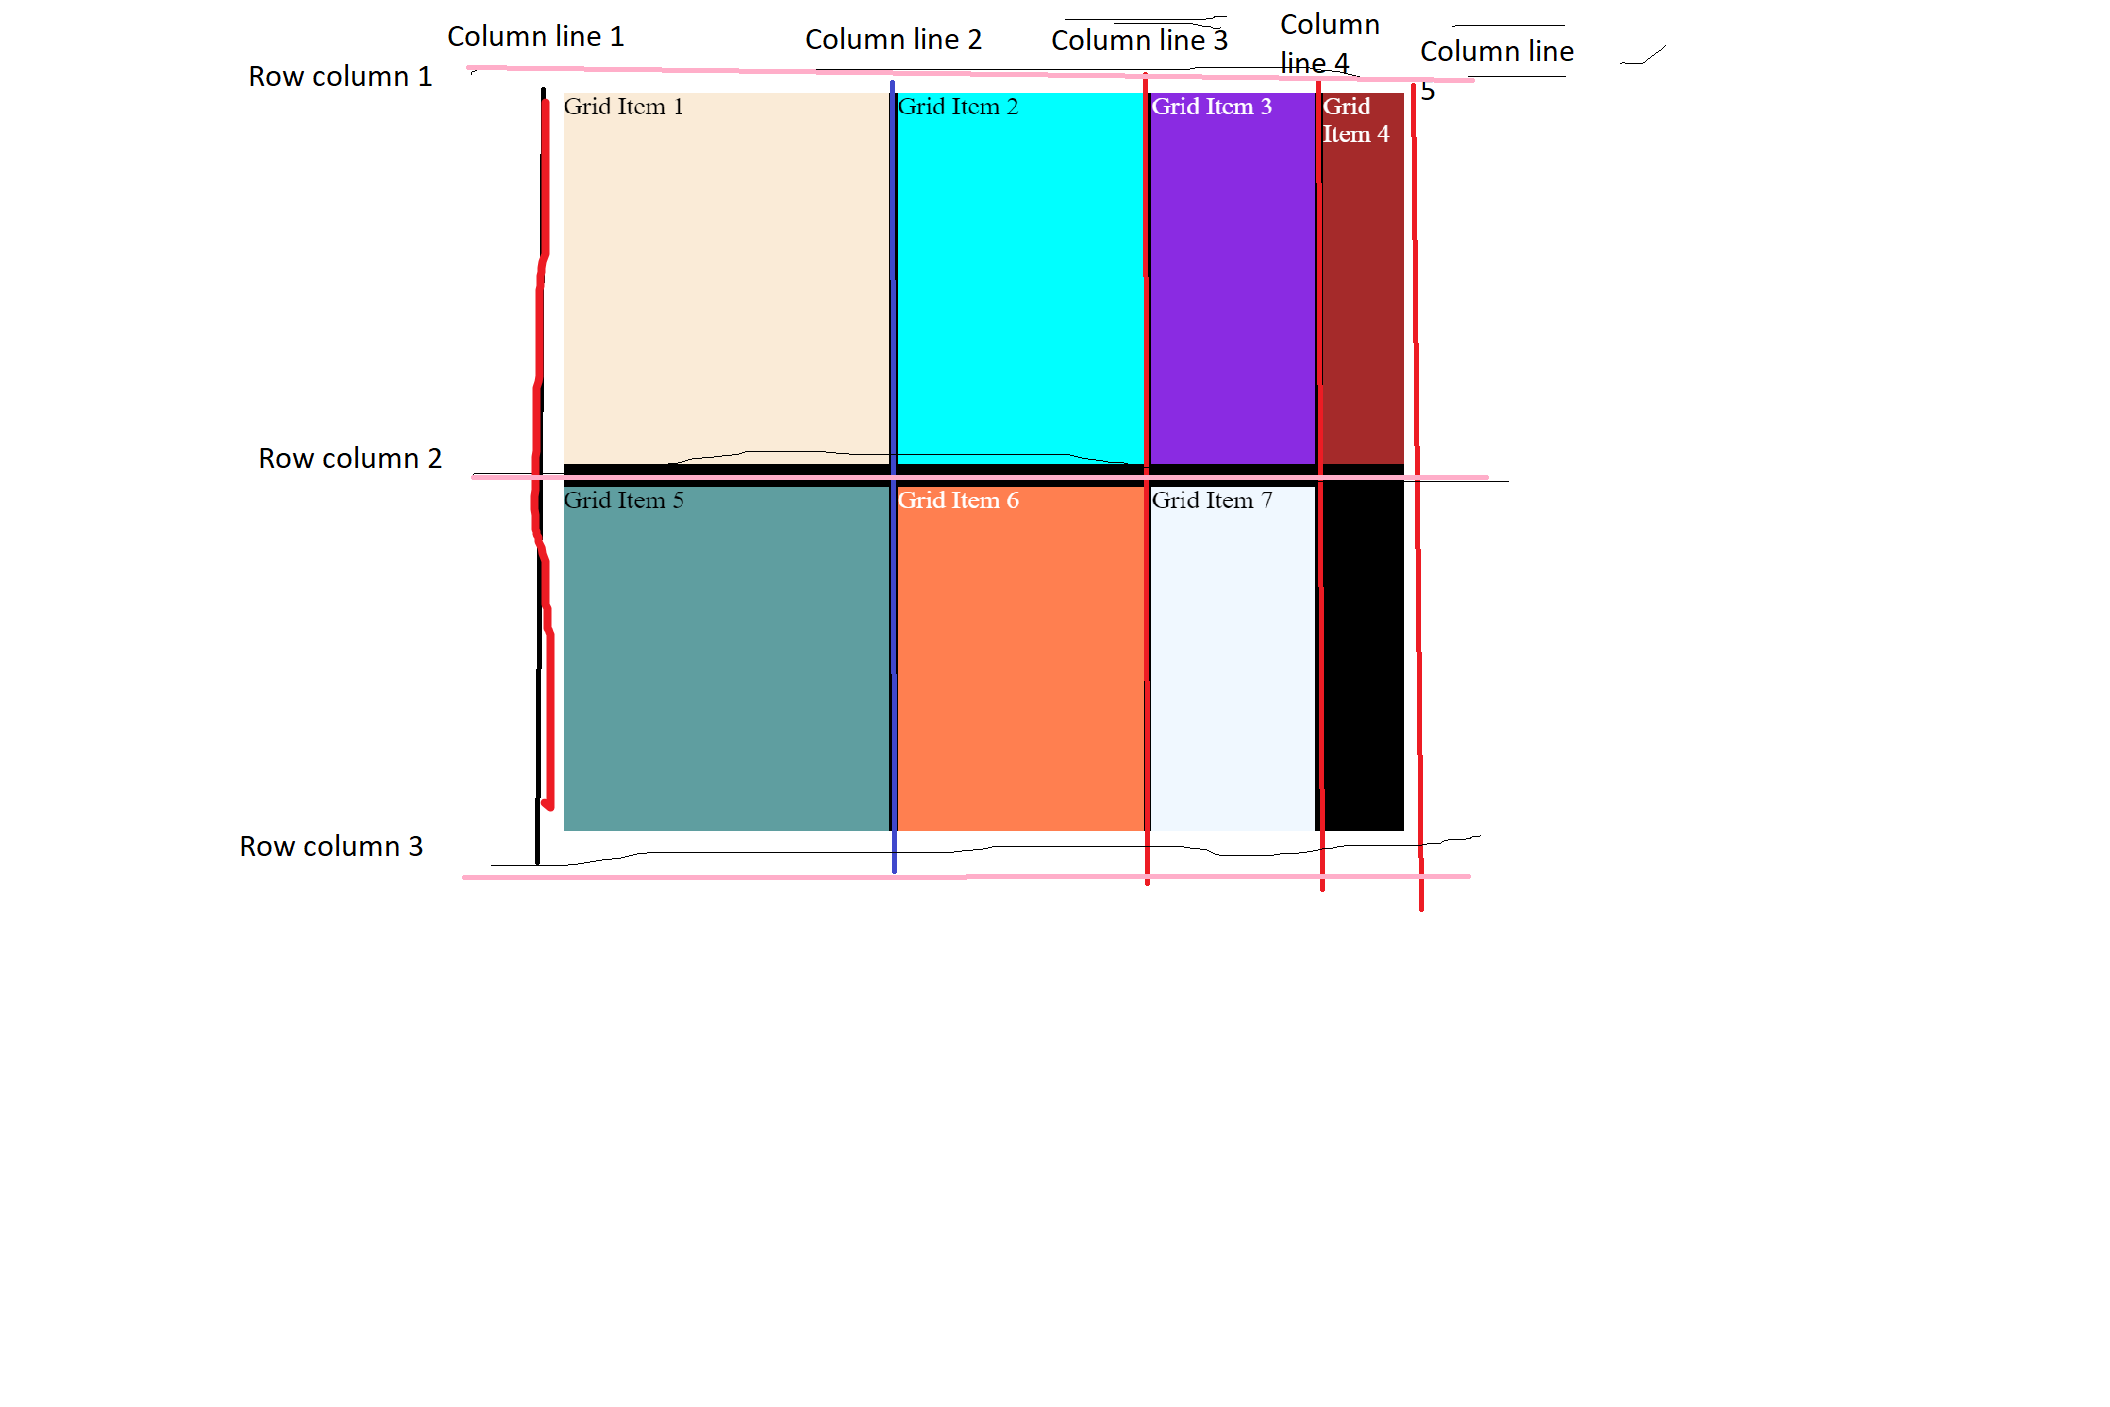 Column line 1
Column line 2
Column line 3
Column
line 4
Column line
5
Row column 1
Grid Item 1
Grid Item 2
Grid Item 3
Grid
Item 4
Row column 2
Grid Item 5
Grid Item 6
Grid Item 7
Row column 3